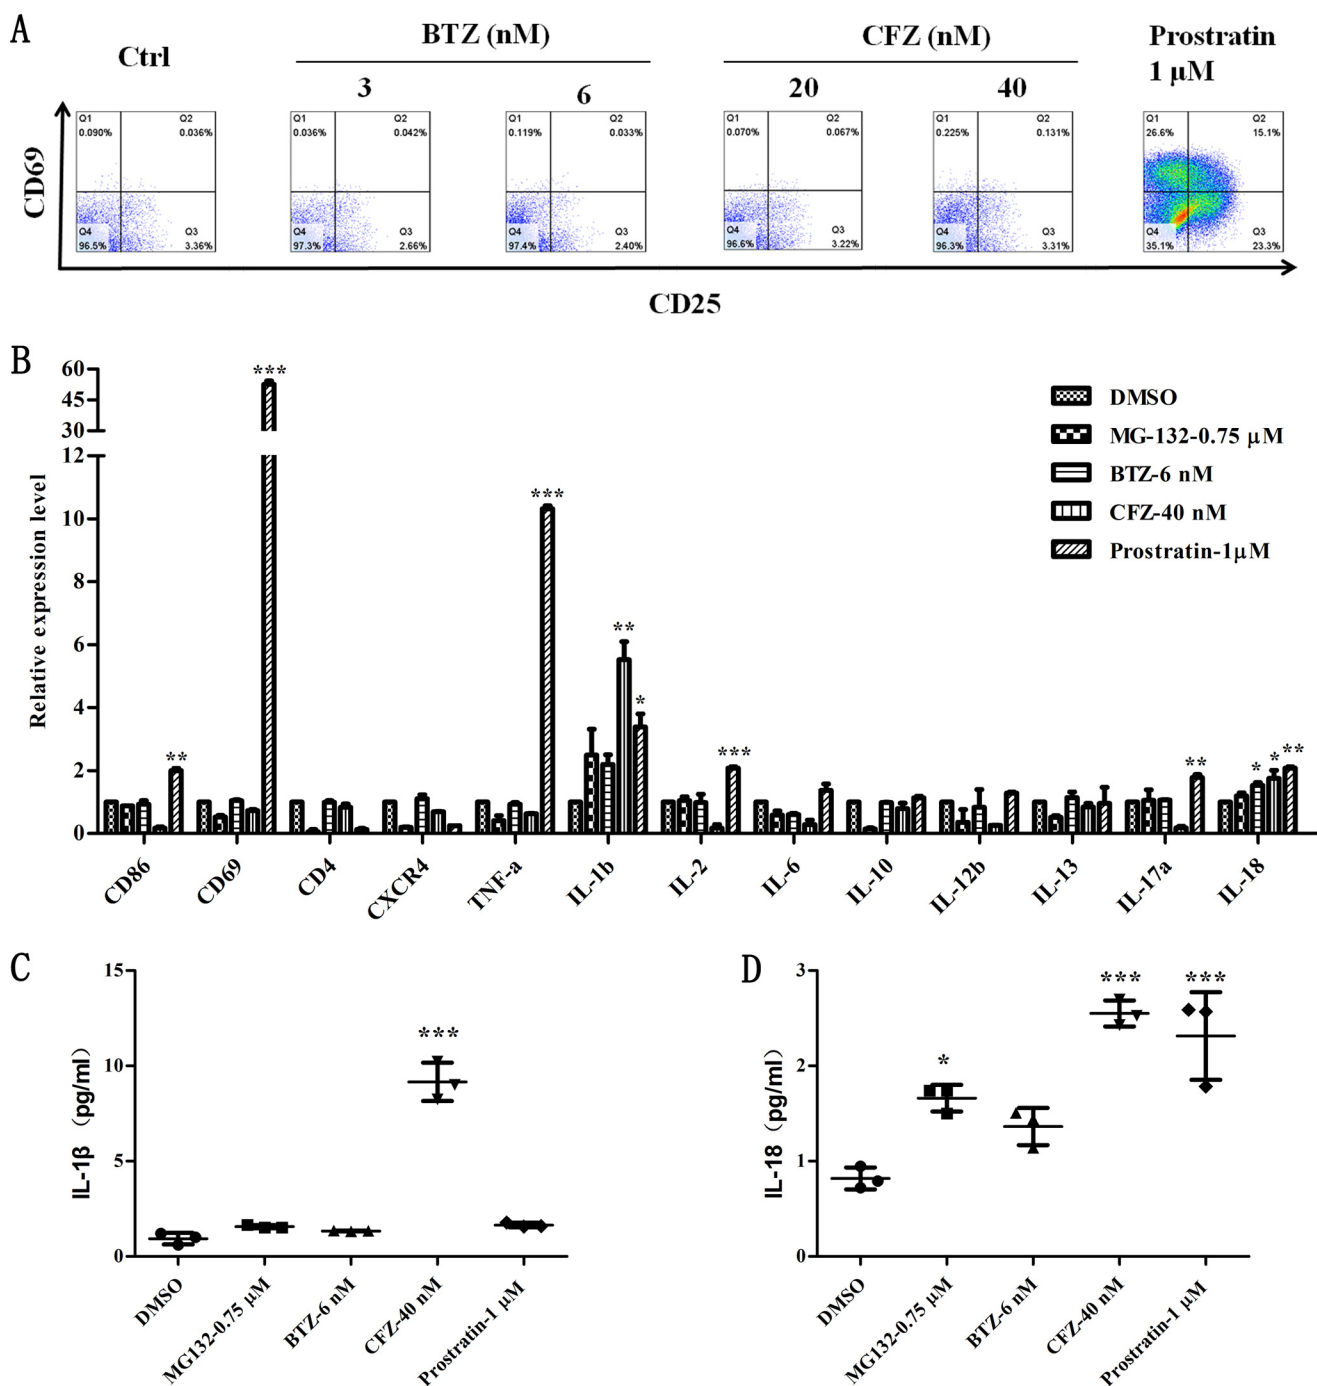 A
Ctrl
BTZ (nM)
3
6
CFZ (nM)
20
40
Prostratin
1 μM
CD69
Q1
0.090%
Q2
0.036%
Q4
96.5%
Q3
3.36%
Q1
0.036%
Q2
0.042%
Q4
97.3%
Q3
2.66%
Q1
0.119%
Q2
0.033%
Q4
97.4%
Q3
2.40%
Q1
0.070%
Q2
0.067%
Q4
96.6%
Q3
3.22%
Q1
0.225%
Q2
0.131%
Q4
96.3%
Q3
3.31%
Q1
26.6%
Q2
15.1%
Q4
35.1%
Q3
23.3%
CD25
B
Relative expression level
60
45
30
12
10
8
6
4
2
0
**
***
***
**
*
***
**
*
*
**
DMSO
MG-132-0.75 μM
BTZ-6 nM
CFZ-40 nM
Prostratin-1μM
CD86
CD69
CD4
CXCR4
TNF-a
IL-1b
IL-2
IL-6
IL-10
IL-12b
IL-13
IL-17a
IL-18
C
IL-1β (pg/ml)
15
10
5
0
***
DMSO
MG132-0.75 μM
BTZ-6 nM
CFZ-40 nM
Prostratin-1 μM
D
IL-18 (pg/ml)
3
2
1
0
*
***
***
DMSO
MG132-0.75 μM
BTZ-6 nM
CFZ-40 nM
Prostratin-1 μM